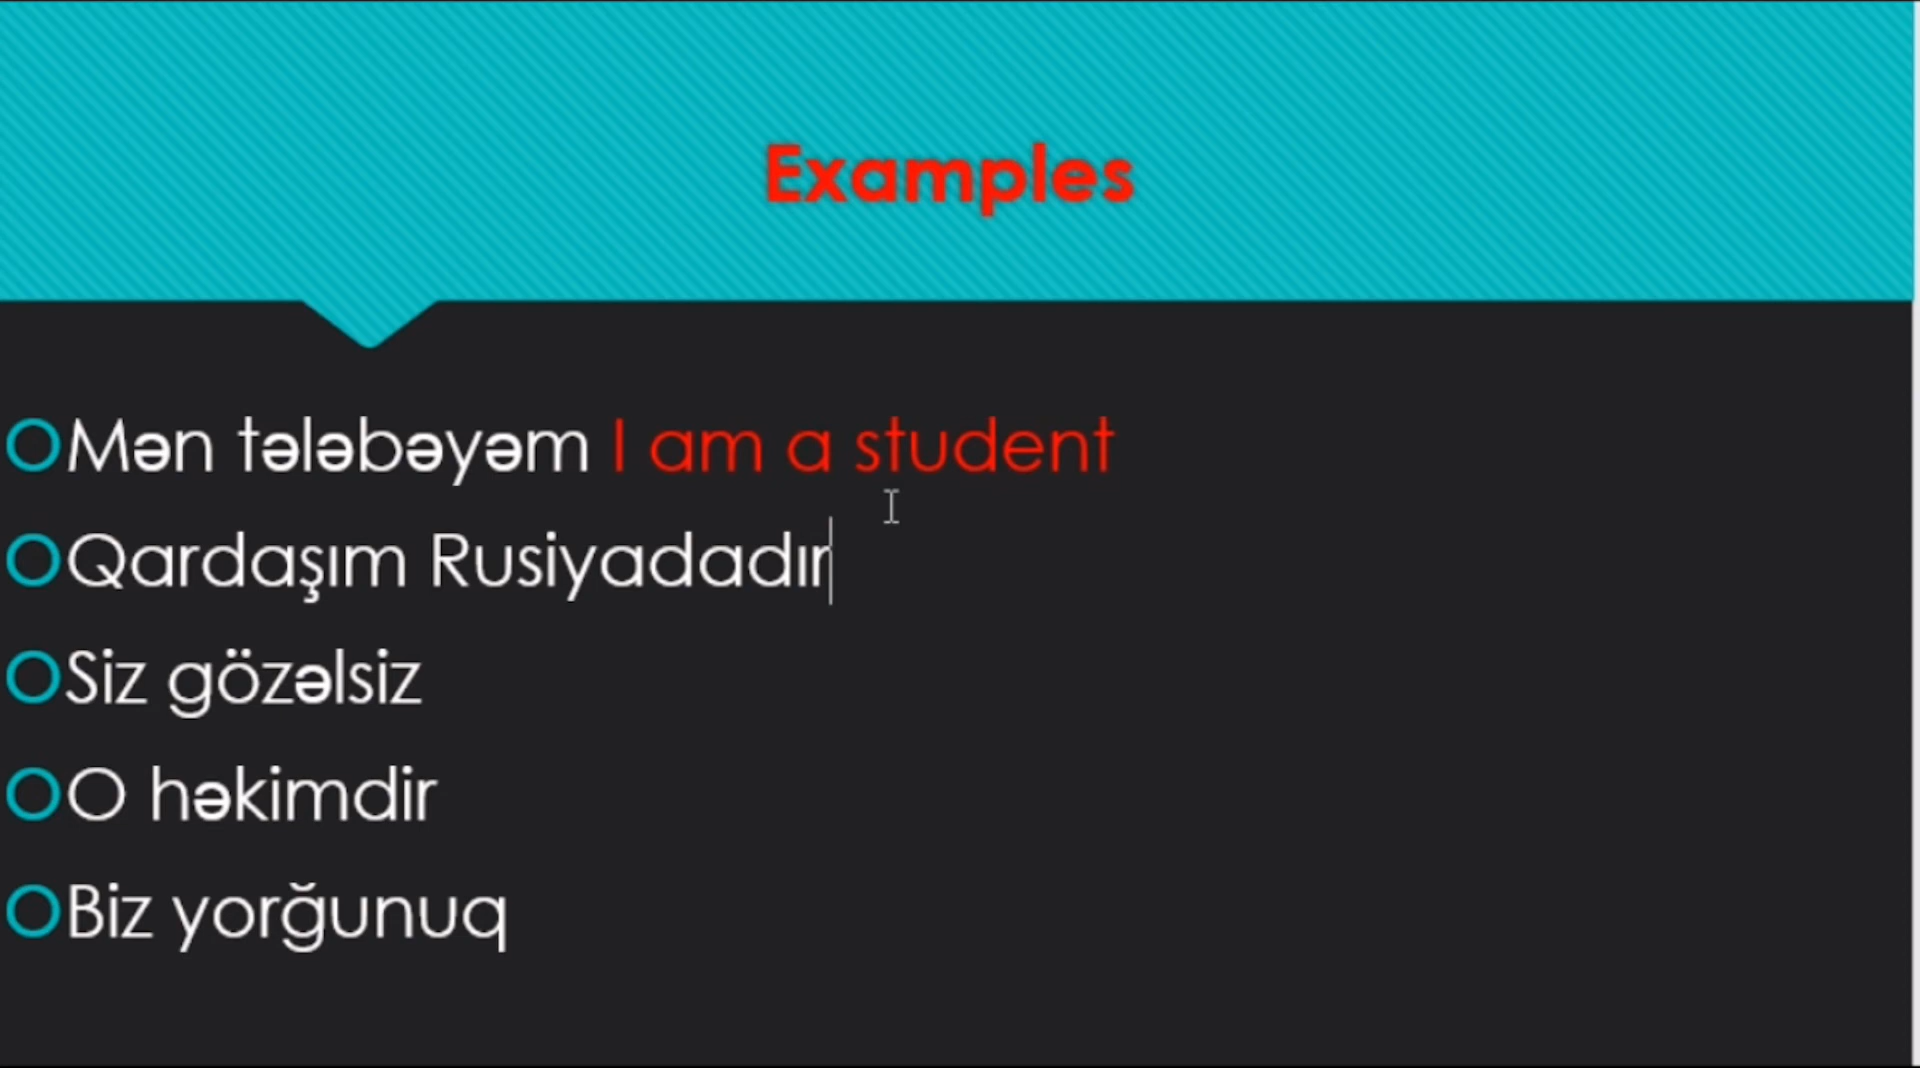 Examples
Mən tələbəyəm I am a student
Qardaşım Rusiyadadır
Siz gözəlsiz
O həkimdir
Biz yorğunuq